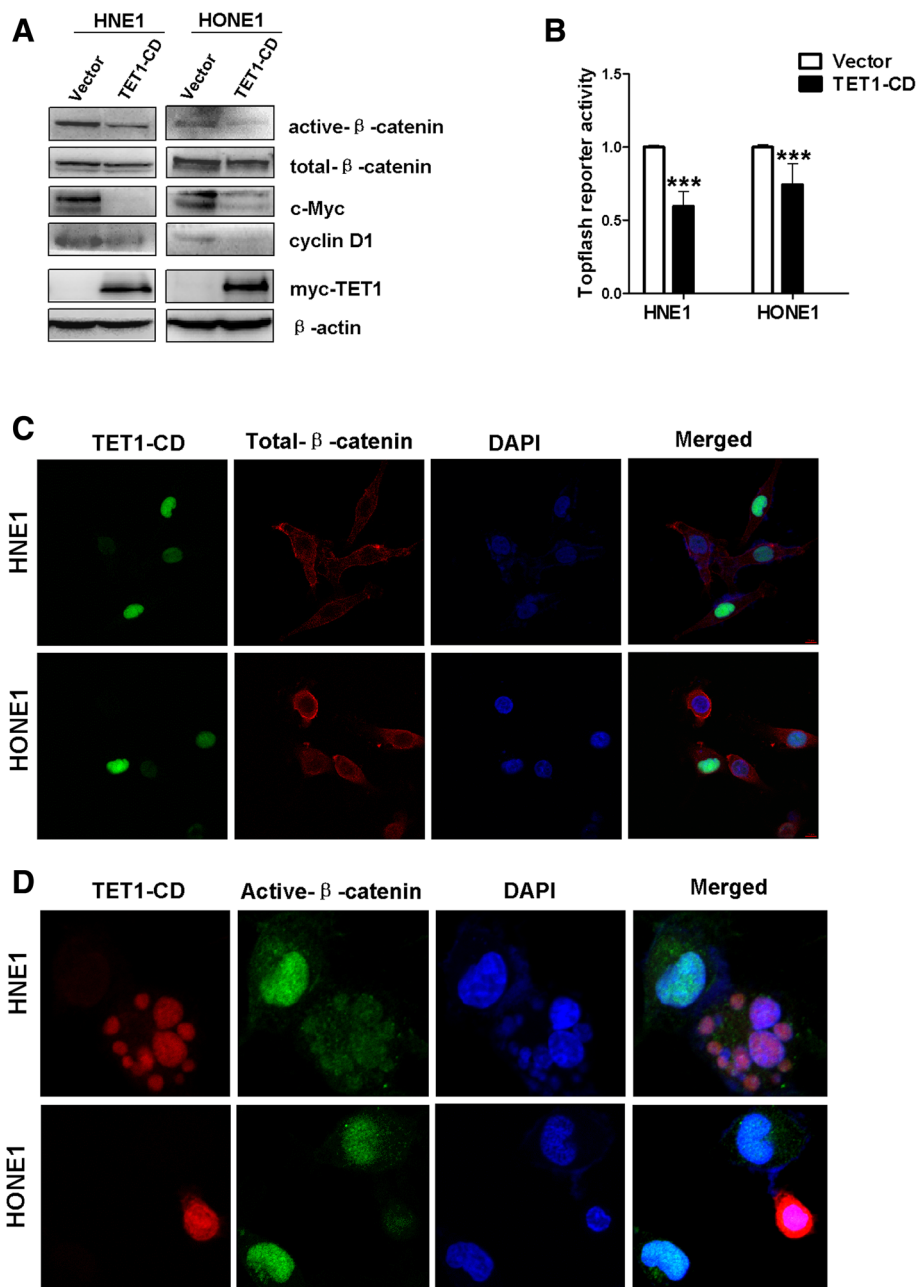 A
HNE1
HONE1
Vector
TET1-CD
Vector
TET1-CD
active-β-catenin
total-β-catenin
c-Myc
cyclin D1
myc-TET1
β-actin
B
Vector
TET1-CD
Topflash reporter activity
1.5
1.0
0.5
0.0
***
***
HNE1
HONE1
C
TET1-CD
Total-β-catenin
DAPI
Merged
HNE1
HONE1
D
TET1-CD
Active-β-catenin
DAPI
Merged
HNE1
HONE1